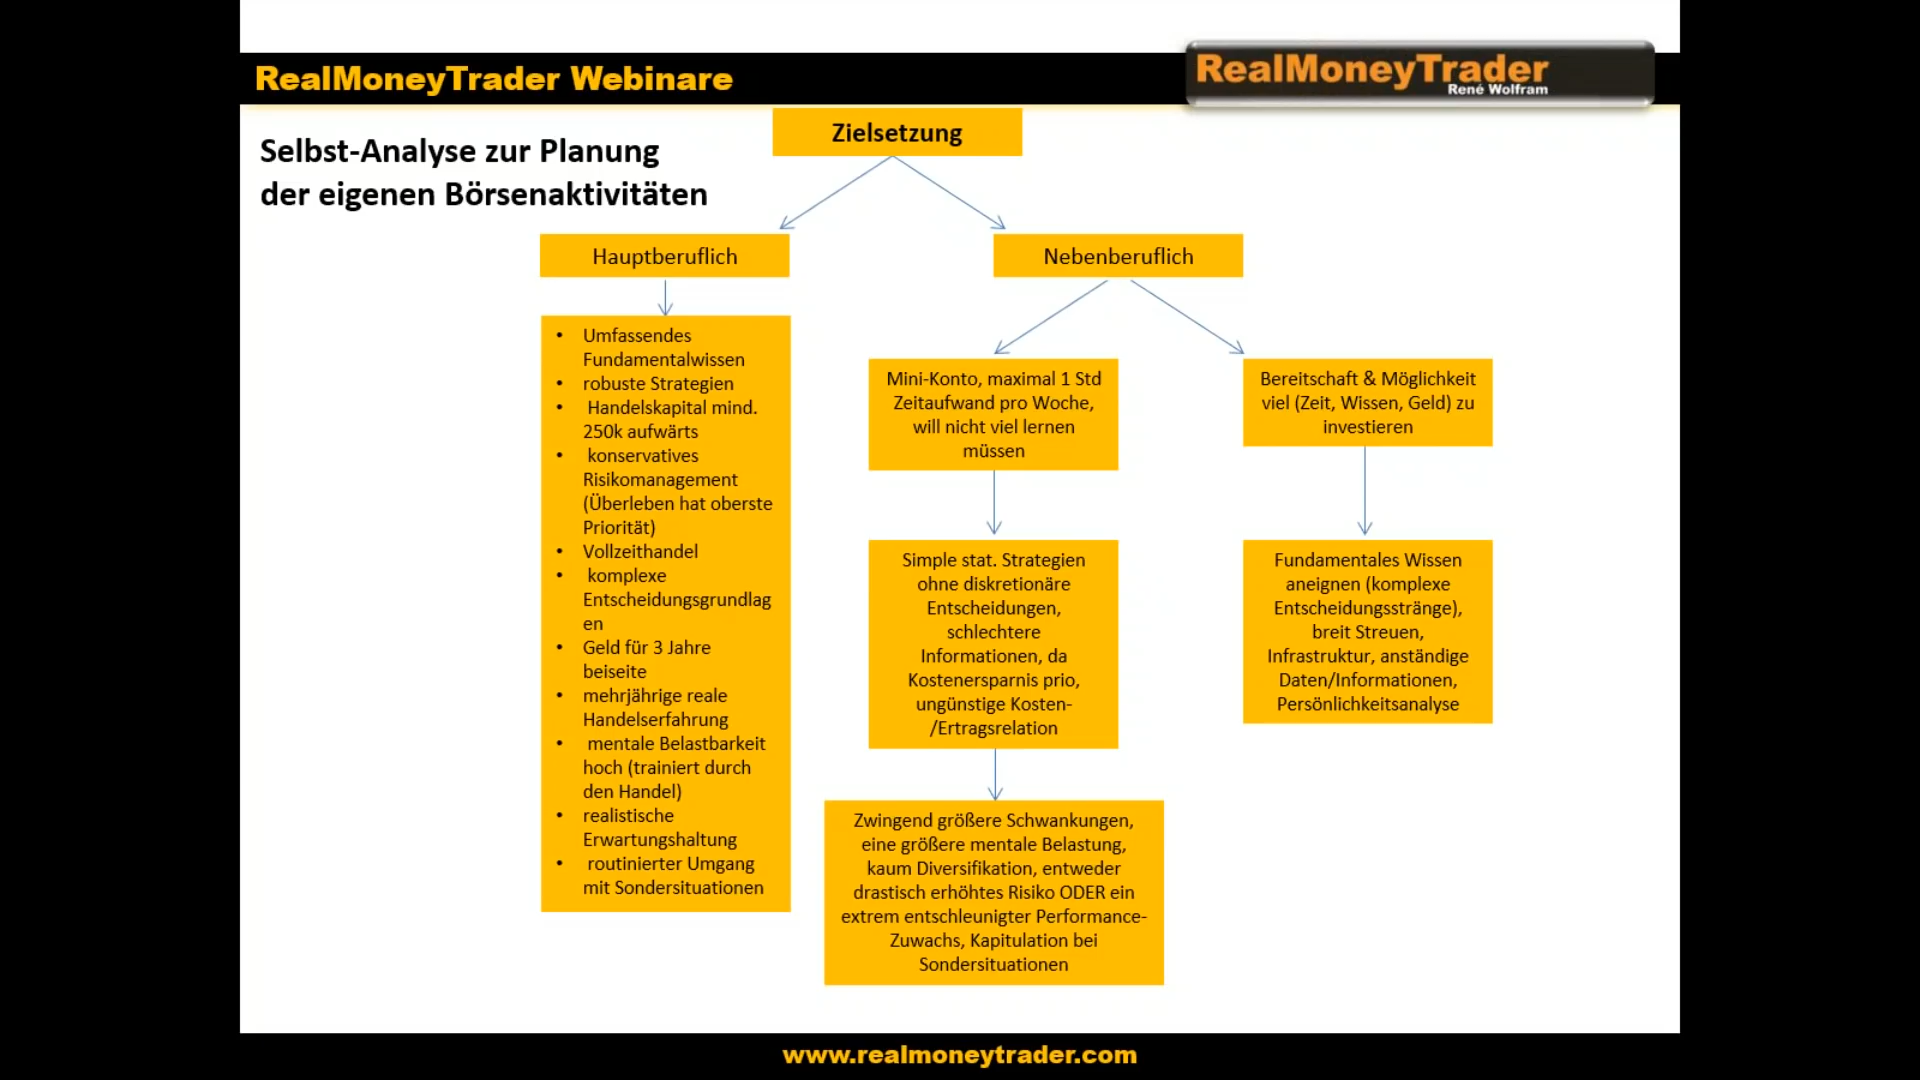 RealMoneyTrader Webinare
RealMoneyTrader
René Wolfram
Selbst-Analyse zur Planung
der eigenen Börsenaktivitäten
Zielsetzung
Hauptberuflich
• Umfassendes
Fundamentalwissen
• robuste Strategien
• Handelskapital mind.
250k aufwärts
• konservatives
Risikomanagement
(Überleben hat oberste
Priorität)
• Vollzeithandel
• komplexe
Entscheidungsgrundlag
en
• Geld für 3 Jahre
beiseite
• mehrjährige reale
Handelserfahrung
• mentale Belastbarkeit
hoch (trainiert durch
den Handel)
• realistische
Erwartungshaltung
• routinierter Umgang
mit Sondersituationen
Nebenberuflich
Mini-Konto, maximal 1 Std
Zeitaufwand pro Woche,
will nicht viel lernen
müssen
Simple stat. Strategien
ohne diskretionäre
Entscheidungen,
schlechtere
Informationen, da
Kostenersparnis prio,
ungünstige Kosten-
/Ertragsrelation
Zwingend größere Schwankungen,
eine größere mentale Belastung,
kaum Diversifikation, entweder
drastisch erhöhtes Risiko ODER ein
extrem entschleunigter Performance-
Zuwachs, Kapitulation bei
Sondersituationen
Bereitschaft & Möglichkeit
viel (Zeit, Wissen, Geld) zu
investieren
Fundamentales Wissen
aneignen (komplexe
Entscheidungsstränge),
breit Streuen,
Infrastruktur, anständige
Daten/Informationen,
Persönlichkeitsanalyse
www.realmoneytrader.com